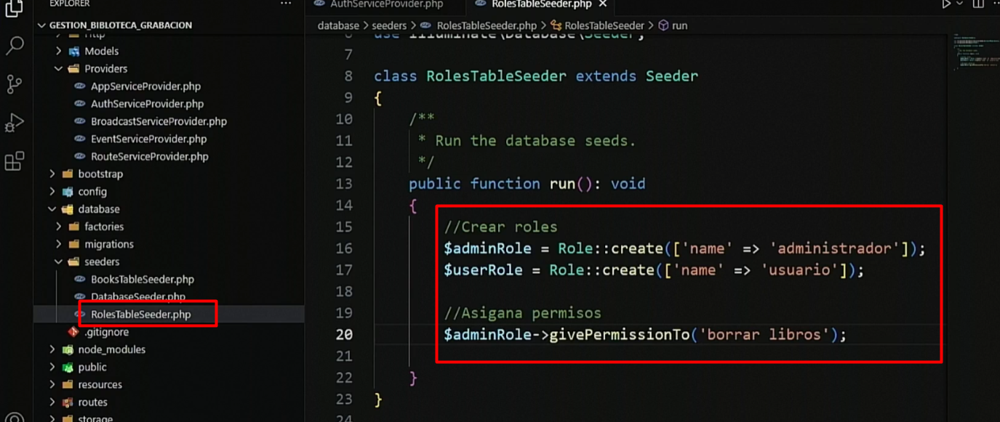 EXPLORER
...
GESTION_BIBLOTECA_GRABACION
Http
Models
Providers
AppServiceProvider.php
AuthServiceProvider.php
BroadcastServiceProvider.php
EventServiceProvider.php
RouteServiceProvider.php
bootstrap
config
database
factories
migrations
seeders
BooksTableSeeder.php
DatabaseSeeder.php
RolesTableSeeder.php
.gitignore
node_modules
public
resources
routes
storage
AuthServiceProvider.php
RolesTableSeeder.php
database > seeders > RolesTableSeeder.php > RolesTableSeeder > run
6 use Illuminate\Database\Seeder;
7
8 class RolesTableSeeder extends Seeder
9 {
10 /**
11 * Run the database seeds.
12 */
13 public function run(): void
14 {
15 //Crear roles
16 $adminRole = Role::create(['name' => 'administrador']);
17 $userRole = Role::create(['name' => 'usuario']);
18
19 //Asigana permisos
20 $adminRole->givePermissionTo('borrar libros');
21
22 }
23 }
24